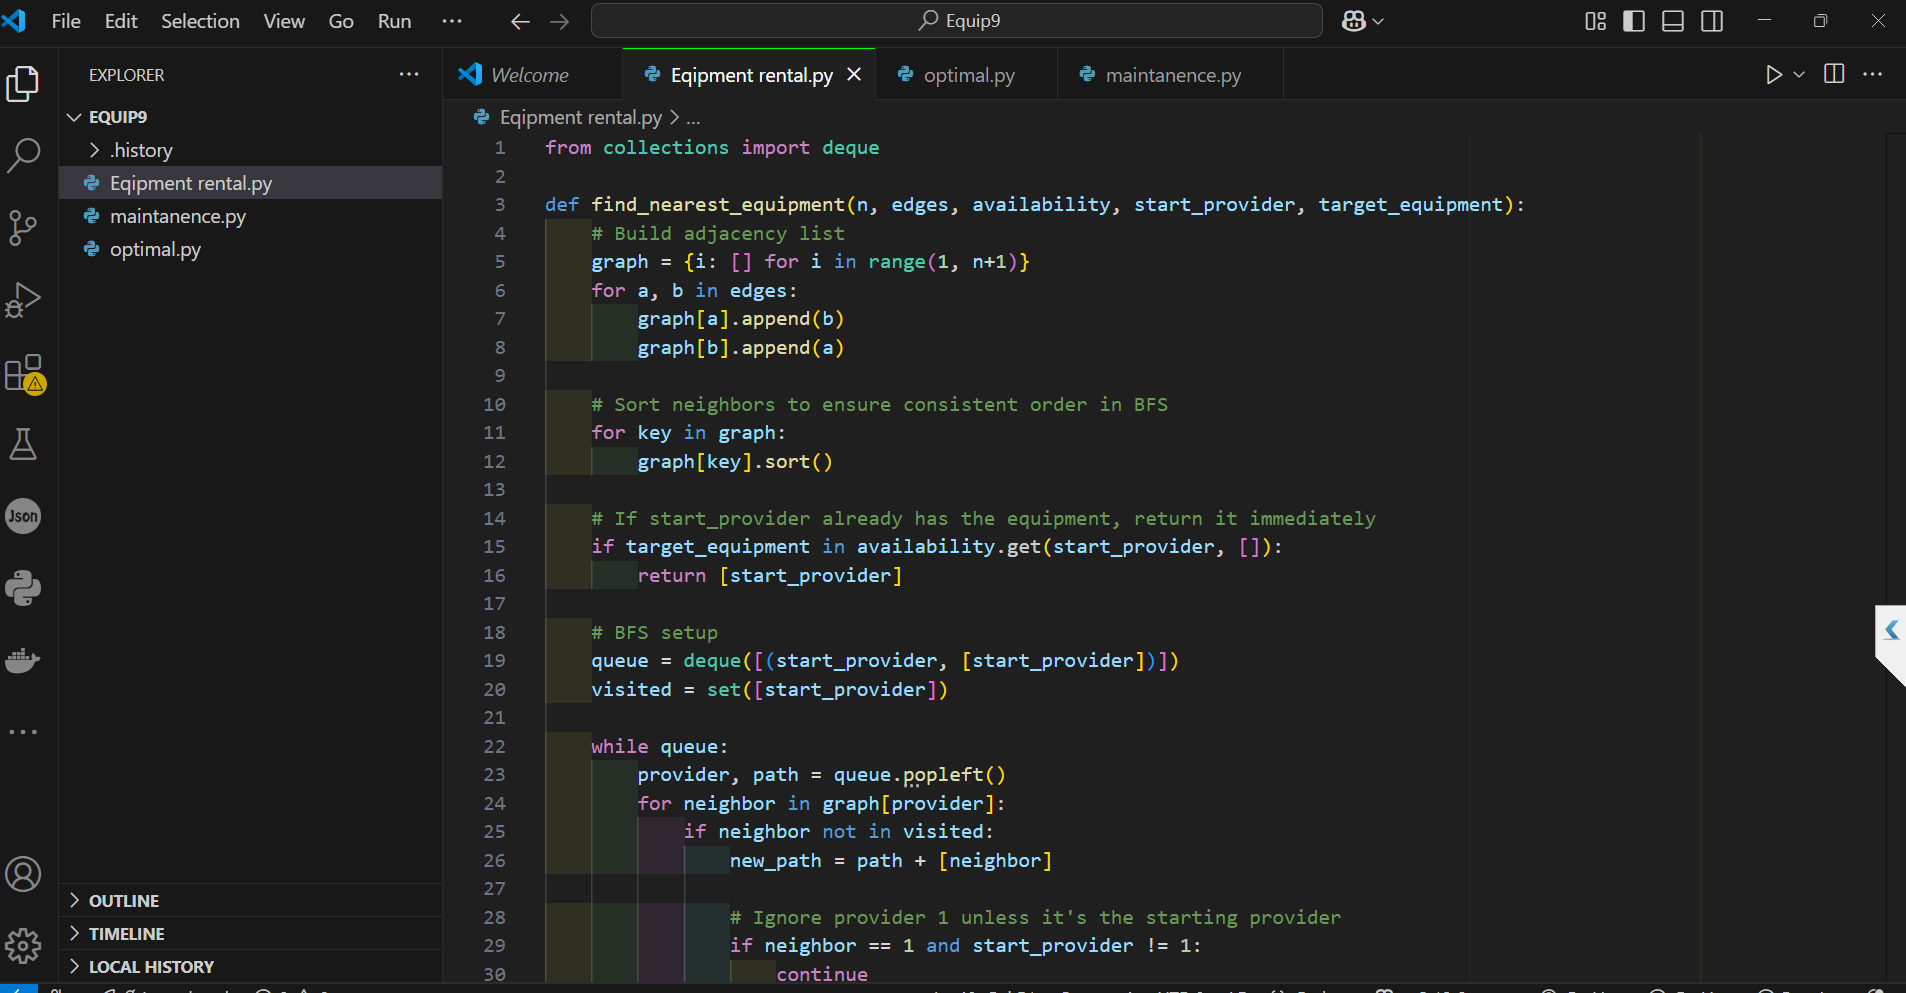 File Edit Selection View Go Run ...
Equip9
EXPLORER
EQUIP9
.history
Eqipment rental.py
maintanence.py
optimal.py
OUTLINE
TIMELINE
LOCAL HISTORY
Json
Welcome Eqipment rental.py optimal.py maintanence.py
Eqipment rental.py > ...
1 from collections import deque
2
3 def find_nearest_equipment(n, edges, availability, start_provider, target_equipment):
4 # Build adjacency list
5 graph = {i: [] for i in range(1, n+1)}
6 for a, b in edges:
7 graph[a].append(b)
8 graph[b].append(a)
9
10 # Sort neighbors to ensure consistent order in BFS
11 for key in graph:
12 graph[key].sort()
13
14 # If start_provider already has the equipment, return it immediately
15 if target_equipment in availability.get(start_provider, []):
16 return [start_provider]
17
18 # BFS setup
19 queue = deque([(start_provider, [start_provider])])
20 visited = set([start_provider])
21
22 while queue:
23 provider, path = queue.popleft()
24 for neighbor in graph[provider]:
25 if neighbor not in visited:
26 new_path = path + [neighbor]
27
28 # Ignore provider 1 unless it's the starting provider
29 if neighbor == 1 and start_provider != 1:
30 continue